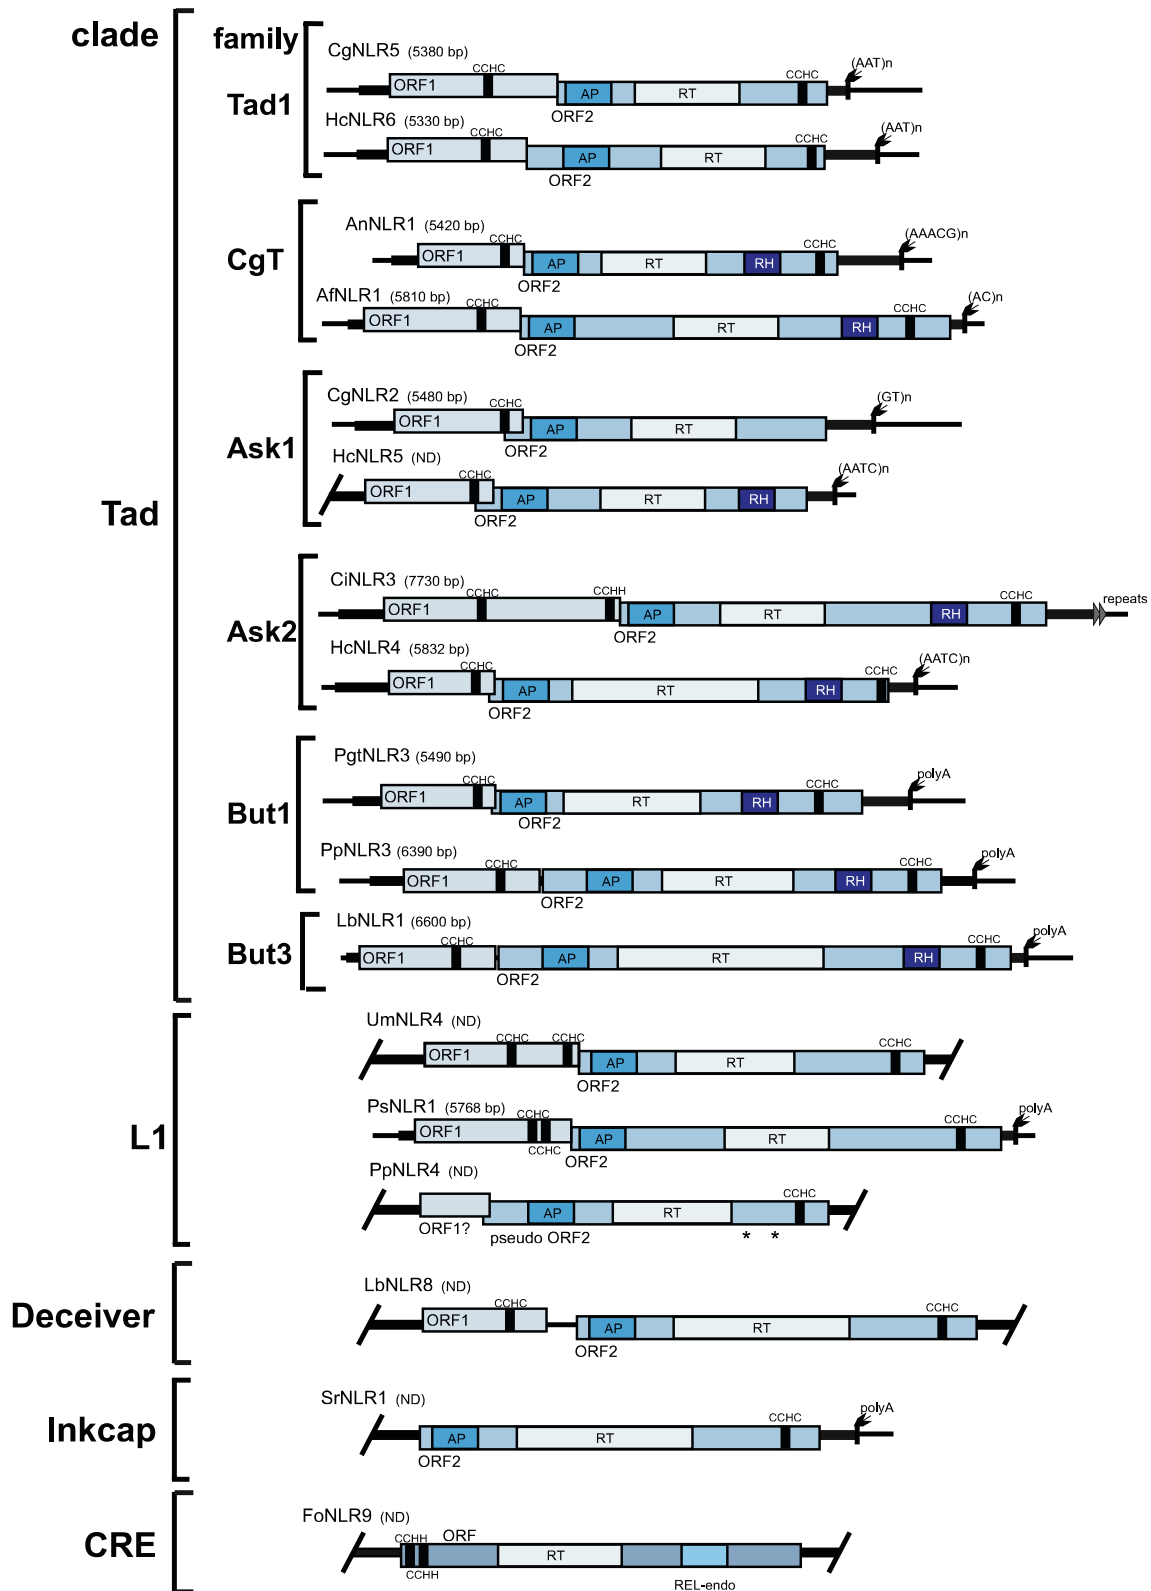 clade
family
CgNLR5 (5380 bp)
CCHC
CCHC
(AAT)n
ORF1
AP
RT
ORF2
Tad1
HcNLR6 (5330 bp)
CCHC
CCHC
(AAT)n
ORF1
AP
RT
ORF2
AnNLR1 (5420 bp)
CCHC
CCHC
(AAACG)n
CgT
ORF1
AP
RT
RH
ORF2
AfNLR1 (5810 bp)
CCHC
CCHC
(AC)n
ORF1
AP
RT
RH
ORF2
CgNLR2 (5480 bp)
CCHC
(GT)n
ORF1
AP
RT
ORF2
Ask1
HcNLR5 (ND)
CCHC
(AATC)n
ORF1
AP
RT
RH
ORF2
Tad
CiNLR3 (7730 bp)
CCHC
CCHH
CCHC
repeats
ORF1
AP
RT
RH
ORF2
Ask2
HcNLR4 (5832 bp)
CCHC
CCHC
(AATC)n
ORF1
AP
RT
RH
ORF2
PgtNLR3 (5490 bp)
CCHC
CCHC
polyA
ORF1
AP
RT
RH
ORF2
But1
PpNLR3 (6390 bp)
CCHC
CCHC
polyA
ORF1
AP
RT
RH
ORF2
LbNLR1 (6600 bp)
CCHC
CCHC
polyA
But3
ORF1
AP
RT
RH
ORF2
UmNLR4 (ND)
CCHC
CCHC
CCHC
ORF1
AP
RT
ORF2
L1
PsNLR1 (5768 bp)
CCHC
CCHC
polyA
ORF1
AP
RT
CCHC
ORF2
PpNLR4 (ND)
CCHC
AP
RT
ORF1?
pseudo ORF2
* *
Deceiver
LbNLR8 (ND)
CCHC
CCHC
ORF1
AP
RT
ORF2
Inkcap
SrNLR1 (ND)
CCHC
polyA
AP
RT
ORF2
CRE
FoNLR9 (ND)
CCHH
ORF
RT
CCHH
REL-endo